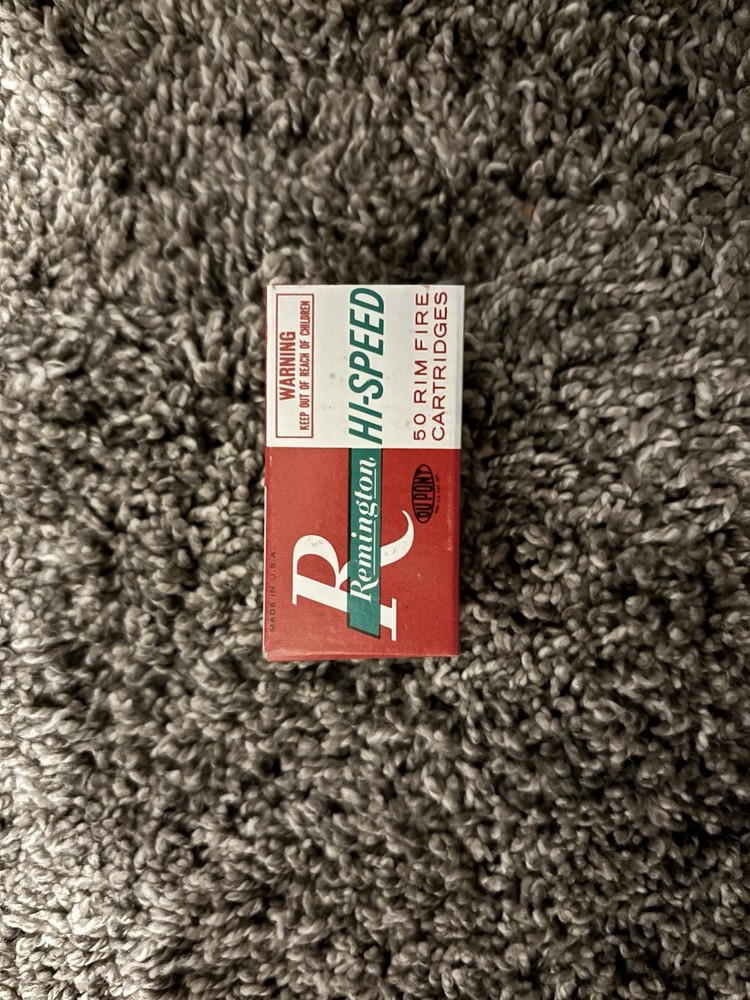 MADE IN U.S.A.
R
Remington.
DU PONT
WARNING
KEEP OUT OF REACH OF CHILDREN
HI-SPEED
50 RIM FIRE
CARTRIDGES